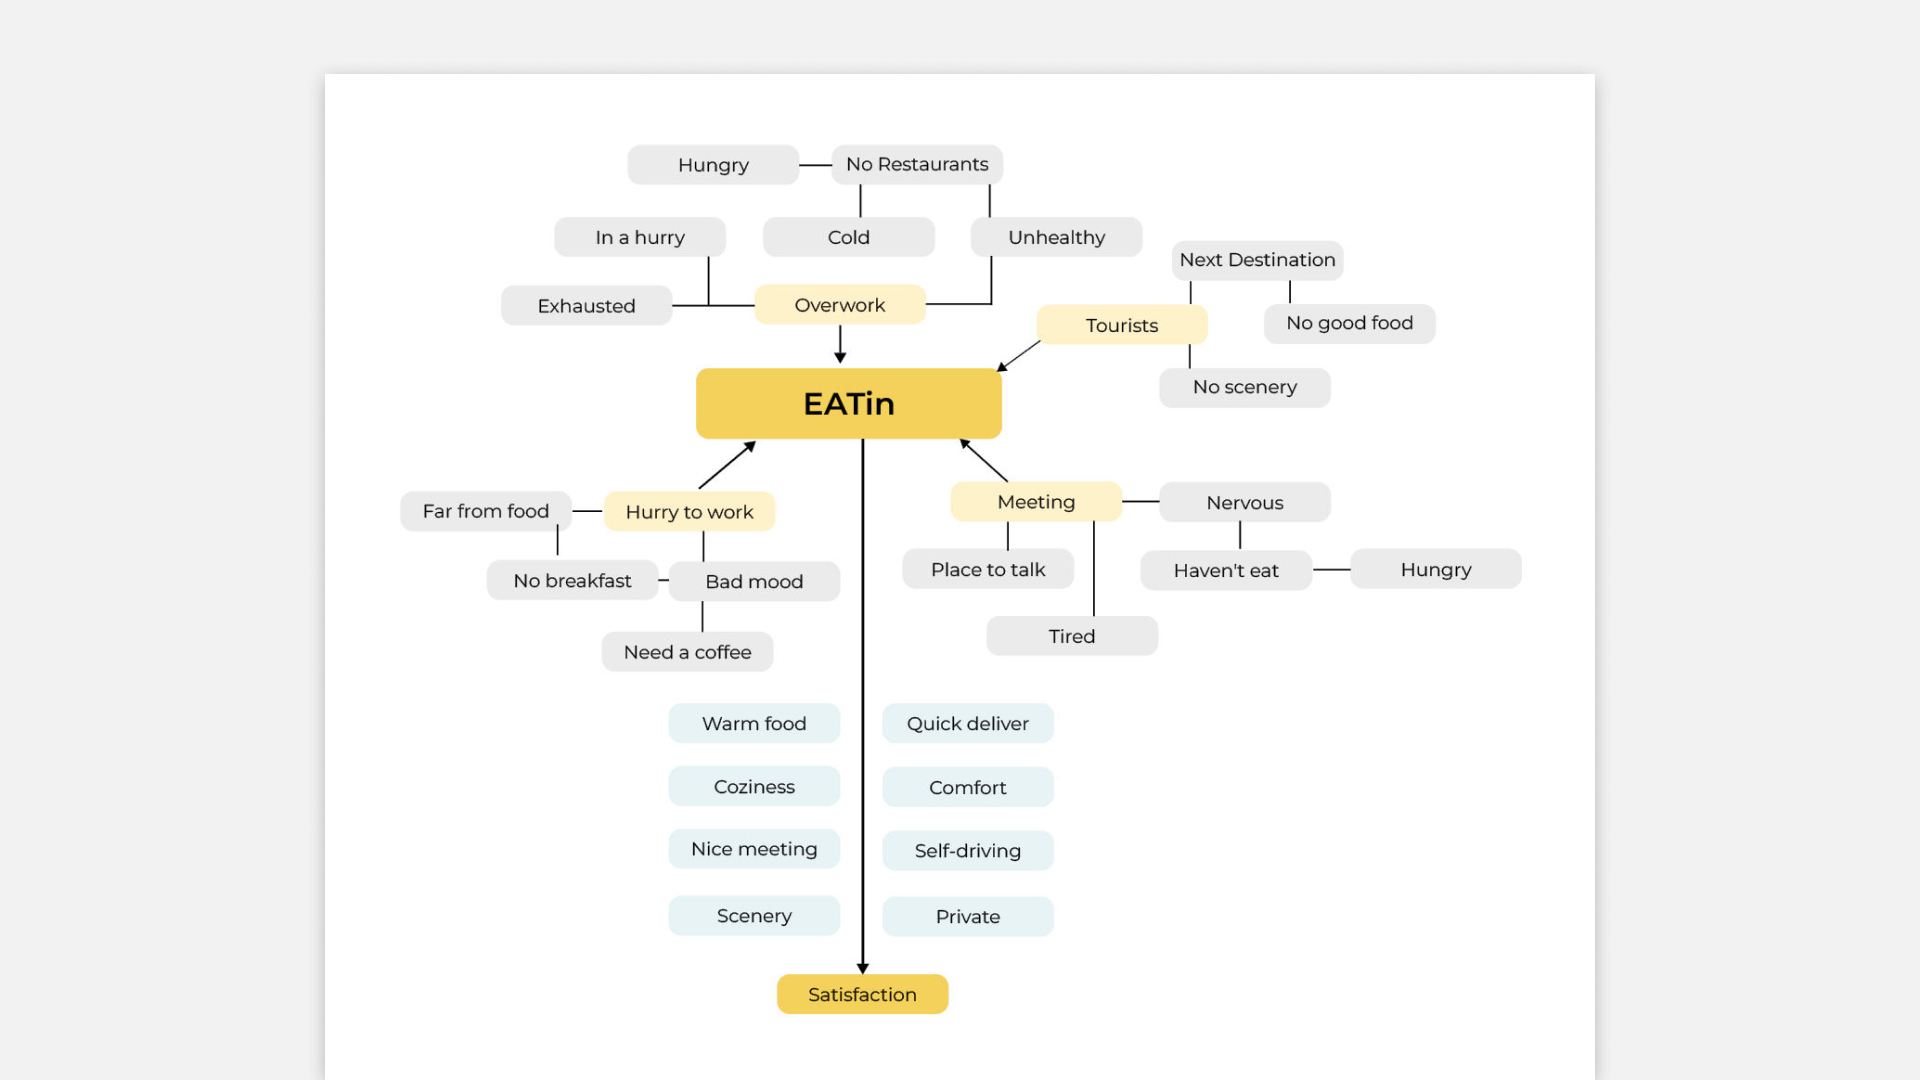 Hungry
No Restaurants
In a hurry
Cold
Unhealthy
Next Destination
Exhausted
Overwork
Tourists
No good food
No scenery
EATin
Far from food
Hurry to work
Meeting
Nervous
No breakfast
Bad mood
Place to talk
Haven't eat
Hungry
Need a coffee
Tired
Warm food
Quick deliver
Coziness
Comfort
Nice meeting
Self-driving
Scenery
Private
Satisfaction